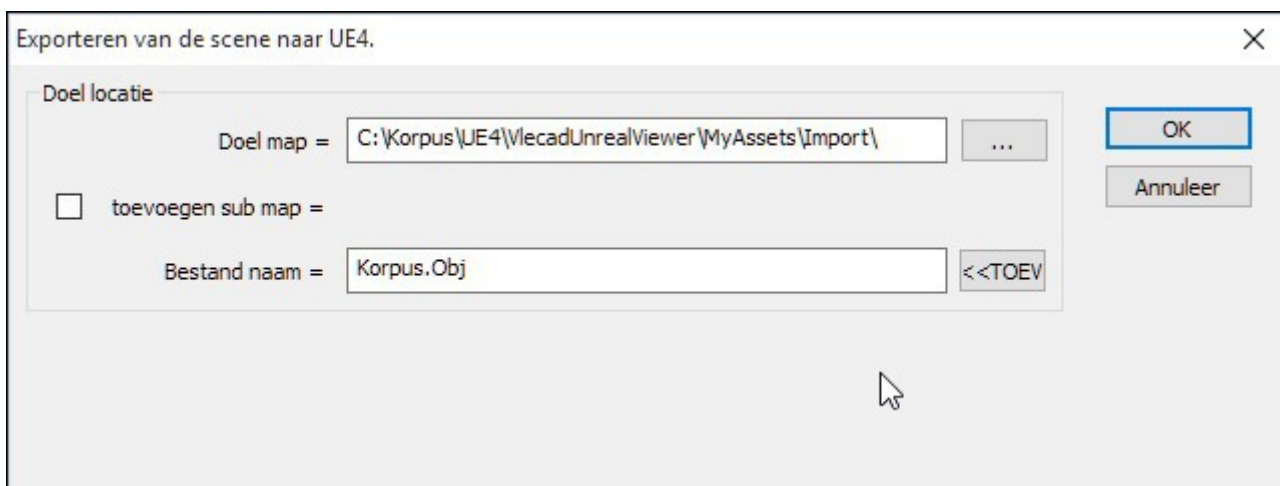 Exporteren van de scene naar UE4.
Doel locatie
Doel map = C:\Korpus\UE4\VlecadUnrealViewer\MyAssets\Import\ ... OK
Annuleer
toevoegen sub map =
Bestand naam = Korpus.Obj <<TOEV